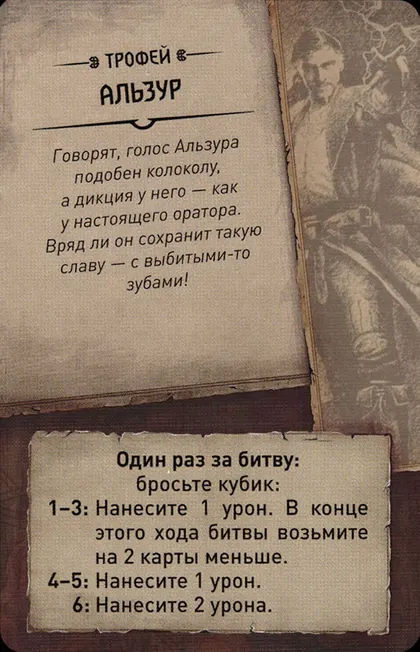 ТРОФЕЙ
АЛЬЗУР
Говорят, голос Альзура
подобен колоколу,
а дикция у него — как
у настоящего оратора.
Вряд ли он сохранит такую
славу — с выбитыми-то
зубами!
Один раз за битву:
бросьте кубик:
1–3: Нанесите 1 урон. В конце
этого хода битвы возьмите
на 2 карты меньше.
4–5: Нанесите 1 урон.
6: Нанесите 2 урона.